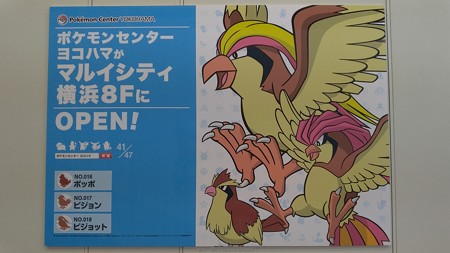 Pokémon Center YOKOHAMA
ポケモンセンター
ヨコハマが
マルイシティ
横浜8Fに
OPEN!
41/47
NO.016
ポッポ
NO.017
ピジョン
NO.018
ピジョット